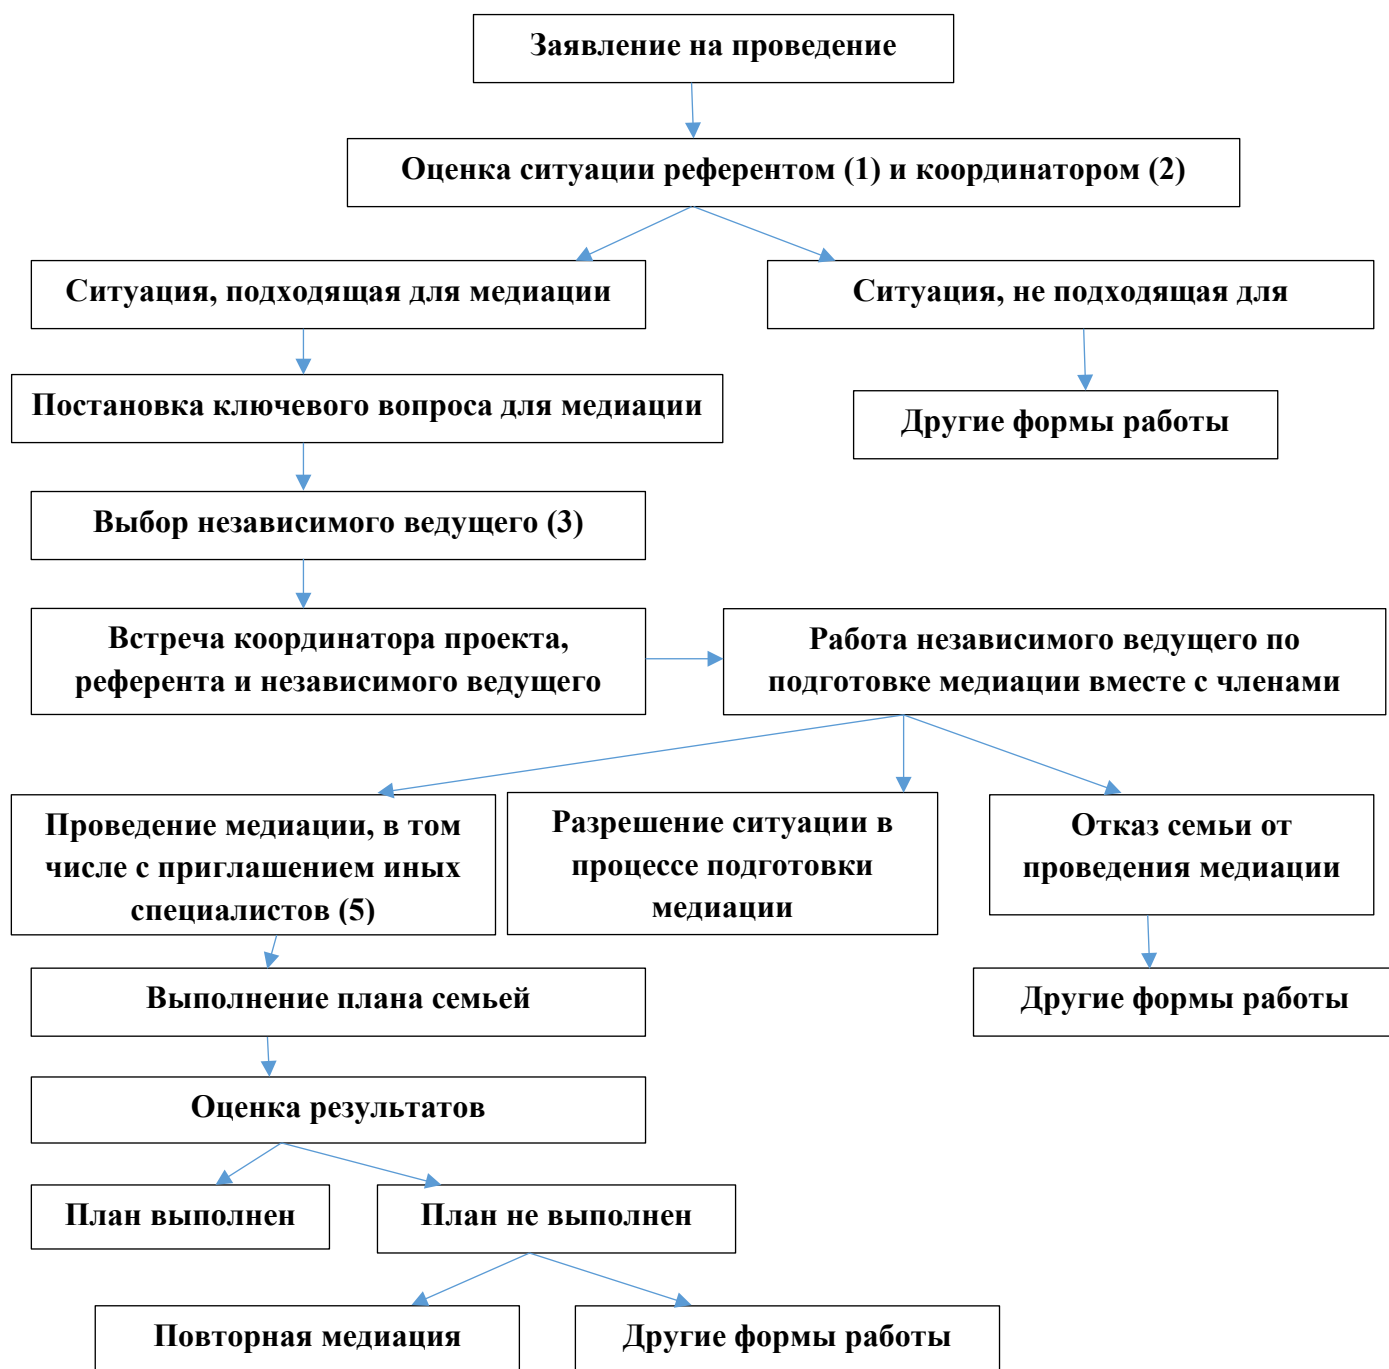 Заявление на проведение
Оценка ситуации референтом (1) и координатором (2)
Ситуация, подходящая для медиации
Ситуация, не подходящая для
Постановка ключевого вопроса для медиации
Другие формы работы
Выбор независимого ведущего (3)
Встреча координатора проекта,
референта и независимого ведущего
Работа независимого ведущего по
подготовке медиации вместе с членами
Проведение медиации, в том
числе с приглашением иных
специалистов (5)
Разрешение ситуации в
процессе подготовки
медиации
Отказ семьи от
проведения медиации
Выполнение плана семьей
Другие формы работы
Оценка результатов
План выполнен
План не выполнен
Повторная медиация
Другие формы работы